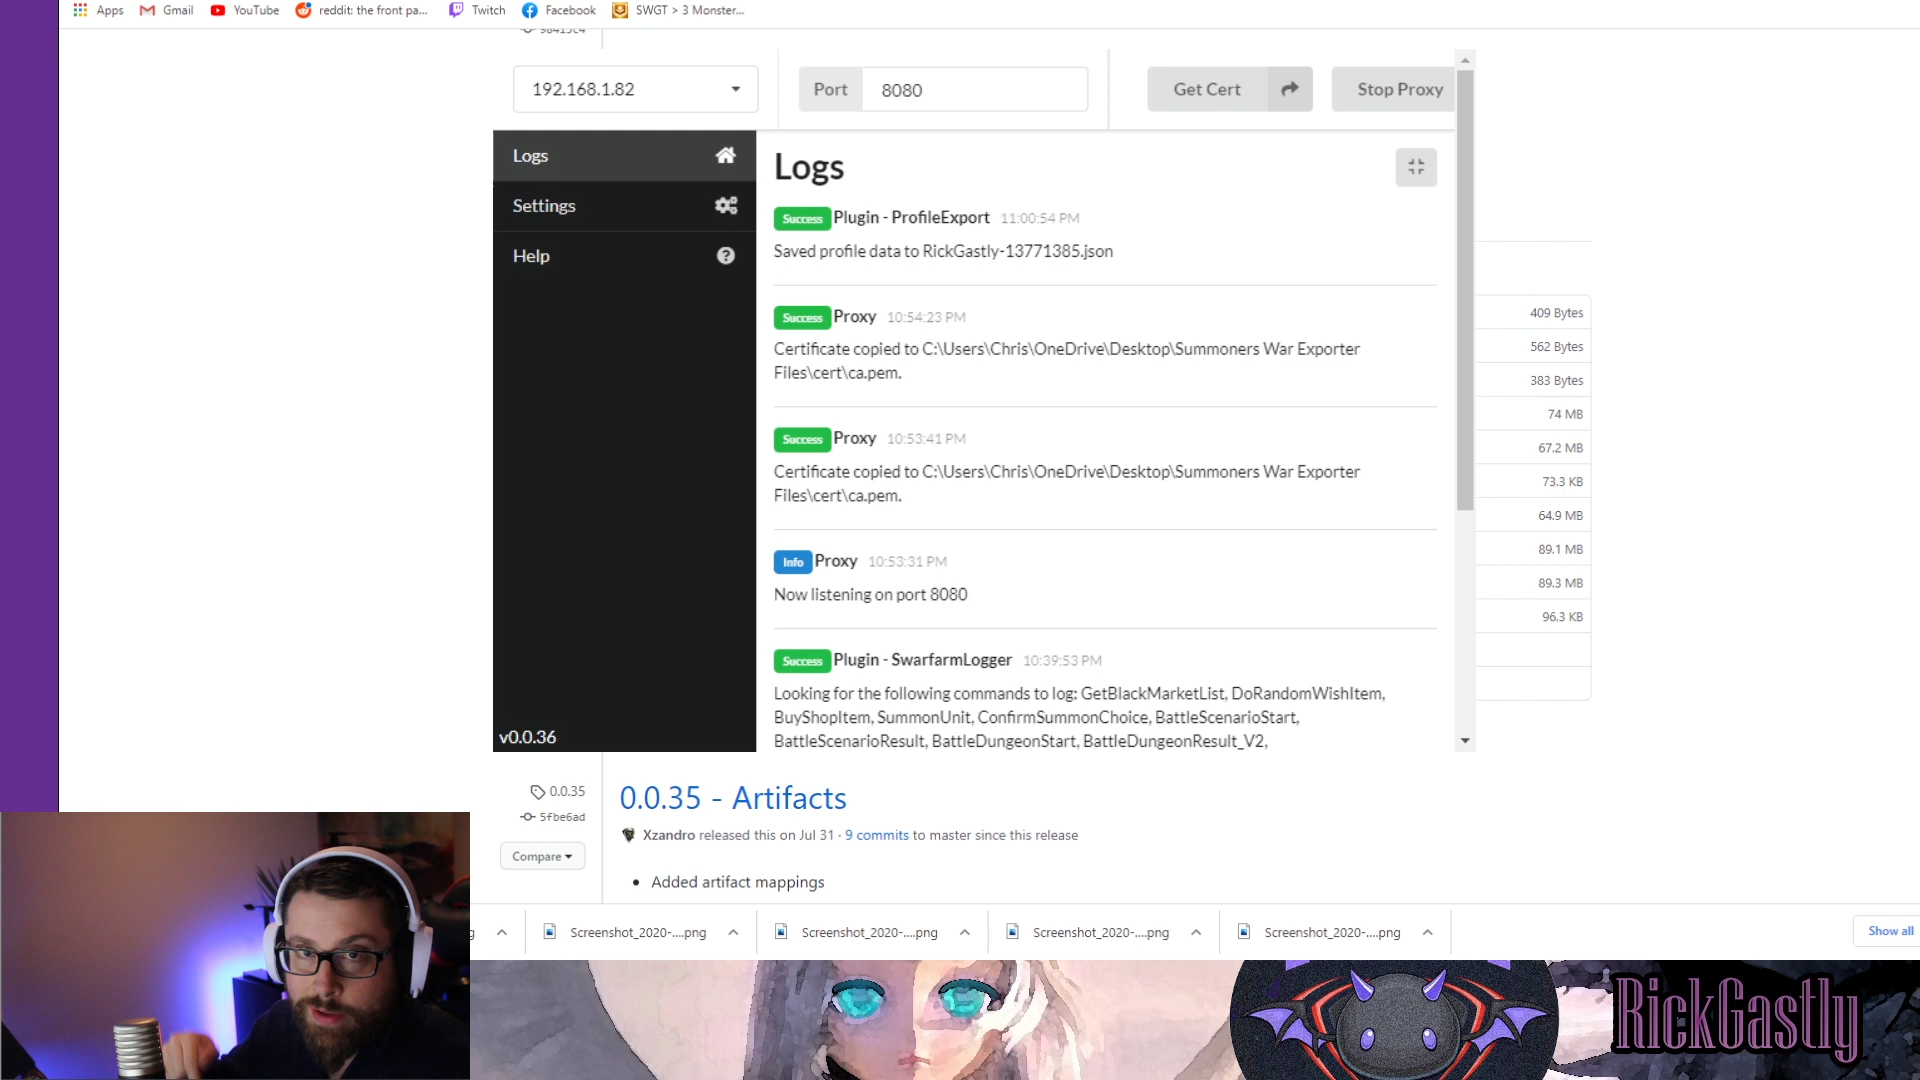 Apps Gmail YouTube reddit: the front pa... Twitch Facebook SWGT > 3 Monster...
192.168.1.82 Port 8080 Get Cert Stop Proxy
Logs
Settings
Help
v0.0.36
Logs
Success Plugin - ProfileExport 11:00:54 PM
Saved profile data to RickGastly-13771385.json
Success Proxy 10:54:23 PM
Certificate copied to C:\Users\Chris\OneDrive\Desktop\Summoners War Exporter
Files\cert\ca.pem.
Success Proxy 10:53:41 PM
Certificate copied to C:\Users\Chris\OneDrive\Desktop\Summoners War Exporter
Files\cert\ca.pem.
Info Proxy 10:53:31 PM
Now listening on port 8080
Success Plugin - SwarfarmLogger 10:39:53 PM
Looking for the following commands to log: GetBlackMarketList, DoRandomWishItem,
BuyShopItem, SummonUnit, ConfirmSummonChoice, BattleScenarioStart,
BattleScenarioResult, BattleDungeonStart, BattleDungeonResult_V2,
409 Bytes
562 Bytes
383 Bytes
74 MB
67.2 MB
73.3 KB
64.9 MB
89.1 MB
89.3 MB
96.3 KB
0.0.35
5fbe6ad
Compare
0.0.35 - Artifacts
Xzandro released this on Jul 31 · 9 commits to master since this release
• Added artifact mappings
Screenshot_2020-....png Screenshot_2020-....png Screenshot_2020-....png Screenshot_2020-....png Show all
RickGastly